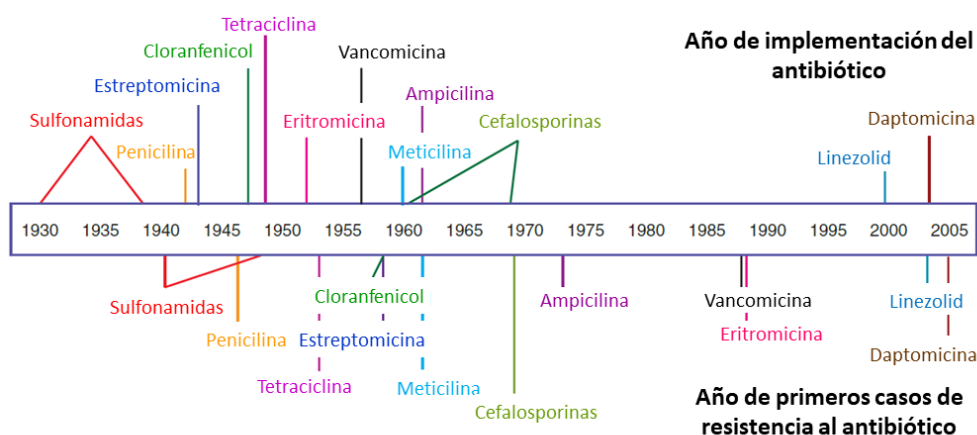 Tetraciclina
Cloranfenicol
Vancomicina
Año de implementación del
antibiótico
Estreptomicina
Ampicilina
Sulfonamidas
Eritromicina
Cefalosporinas
Daptomicina
Penicilina
Meticilina
Linezolid
1930 1935 1940 1945 1950 1955 1960 1965 1970 1975 1980 1985 1990 1995 2000 2005
Sulfonamidas
Cloranfenicol
Ampicilina
Vancomicina
Linezolid
Penicilina
Estreptomicina
Eritromicina
Daptomicina
Tetraciclina
Meticilina
Cefalosporinas
Año de primeros casos de
resistencia al antibiótico